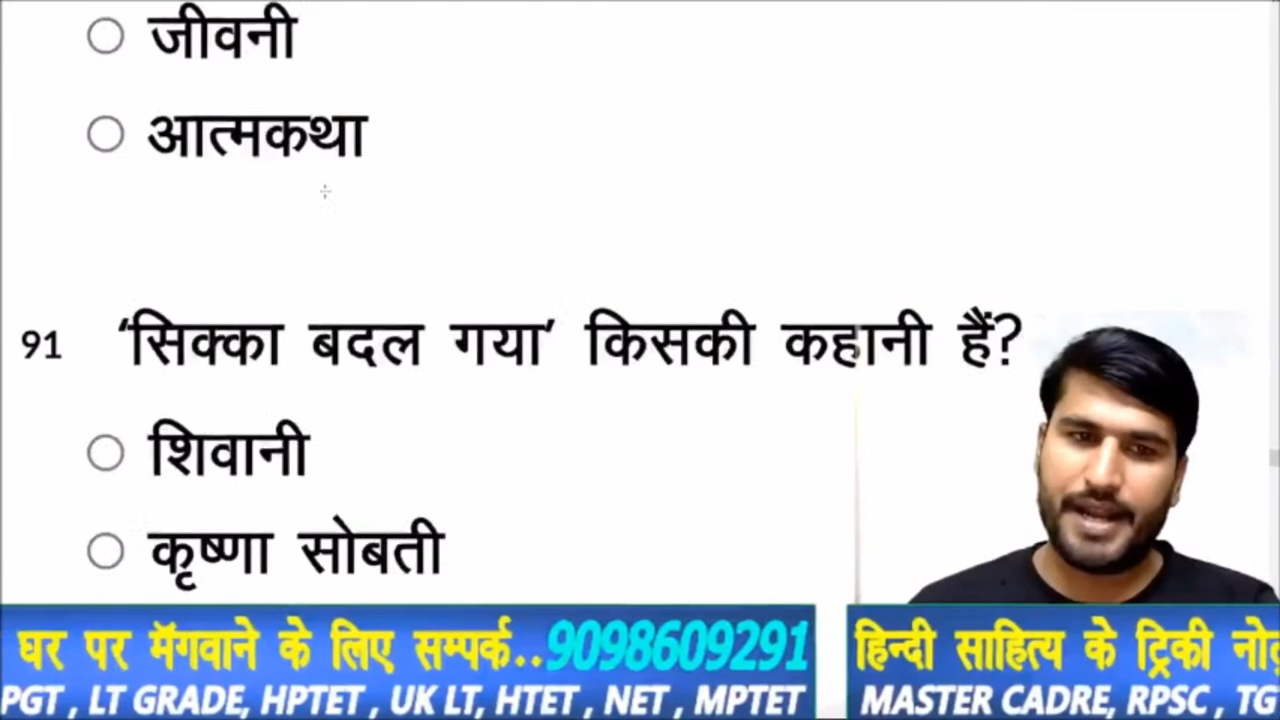 जीवनी
आत्मकथा
91 ‘सिक्का बदल गया’ किसकी कहानी हैं?
शिवानी
कृष्णा सोबती
घर पर मॅगवाने के लिए सम्पर्क..9098609291
हिन्दी साहित्य के ट्रिकी
PGT , LT GRADE, HPTET , UK LT, HTET , NET , MPTET
MASTER CADRE, RPSC , TG